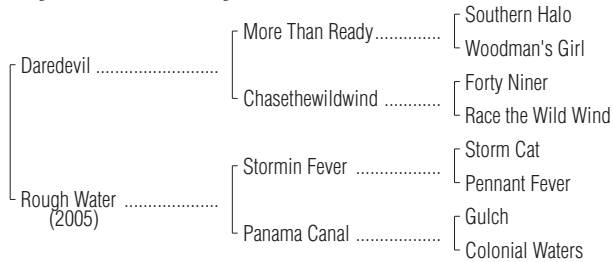 Southern Halo
More Than Ready..............
Woodman's Girl
Daredevil ..........................
Forty Niner
Chasethewildwind ............
Race the Wild Wind
Storm Cat
Stormin Fever ..................
Pennant Fever
Rough Water ....................
(2005)
Gulch
Panama Canal ..................
Colonial Waters